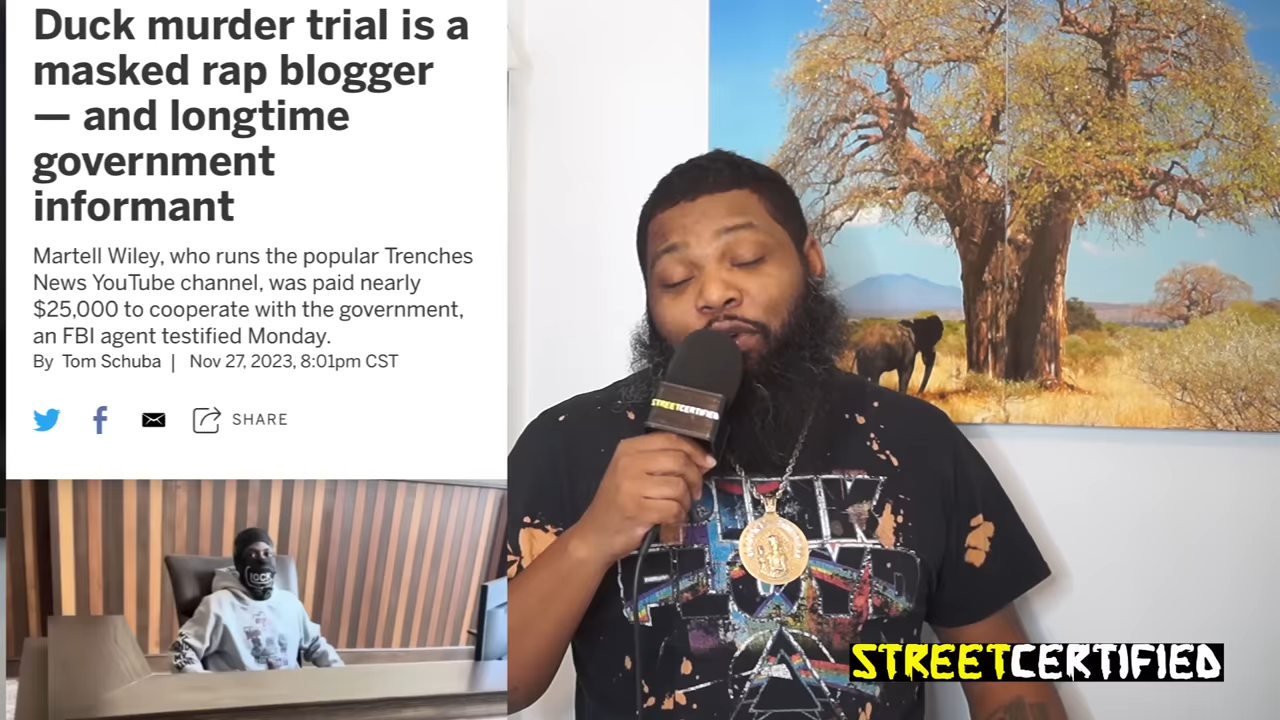 Duck murder trial is a
masked rap blogger
— and longtime
government
informant
Martell Wiley, who runs the popular Trenches
News YouTube channel, was paid nearly
$25,000 to cooperate with the government,
an FBI agent testified Monday.
By Tom Schuba | Nov 27, 2023, 8:01pm CST
SHARE
STREETCERTIFIED
STREETCERTIFIED